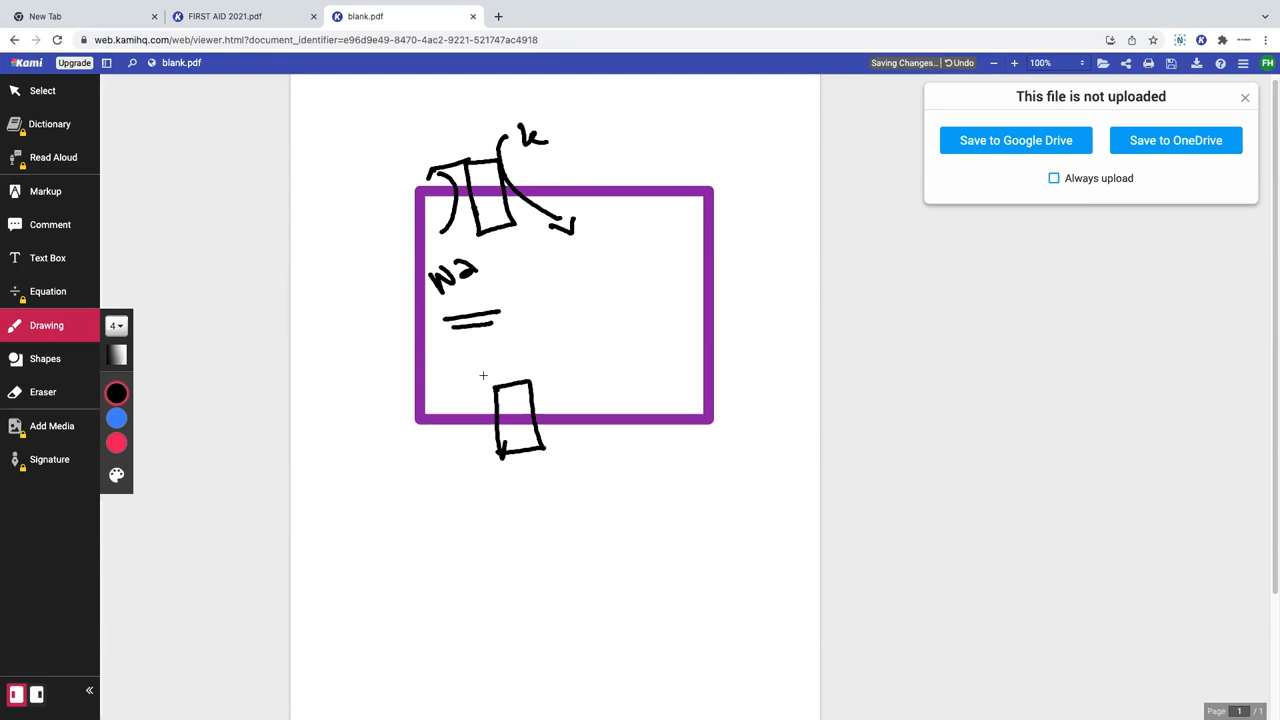 New Tab
FIRST AID 2021.pdf
blank.pdf
web.kamihq.com/web/viewer.html?document_identifier=e96d9e49-8470-4ac2-9221-521747ac4918
Kami
Upgrade
blank.pdf
Saving Changes...
Undo
100%
FH
Select
Dictionary
Read Aloud
Markup
Comment
Text Box
Equation
Drawing
4
Shapes
Eraser
Add Media
Signature
This file is not uploaded
Save to Google Drive
Save to OneDrive
Always upload
k
Na
Page: 1 / 1